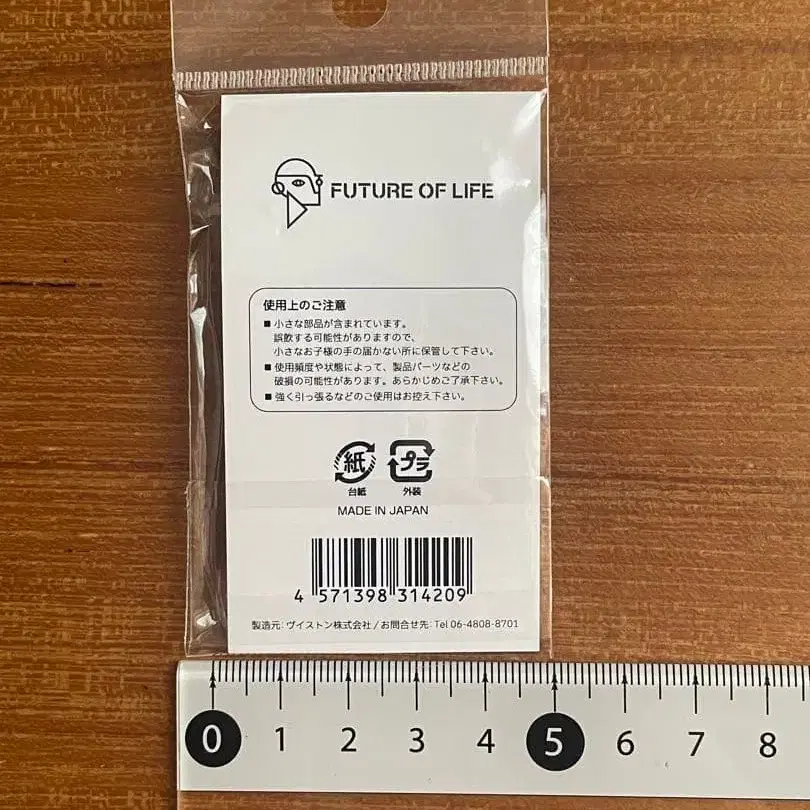 FUTURE OF LIFE
使用上のご注意
■ 小さな部品が含まれています。
誤飲する可能性がありますので、
小さなお子様の手の届かない所に保管して下さい。
■ 使用頻度や状態によって、製品パーツなどの
破損の可能性があります。あらかじめご了承下さい。
■ 強く引っ張るなどのご使用はお控え下さい。
紙 プラ
台紙 外装
MADE IN JAPAN
4 571398 314209
製造元: ヴイストン株式会社 / お問合せ先: Tel 06-4808-8701
0 1 2 3 4 5 6 7 8